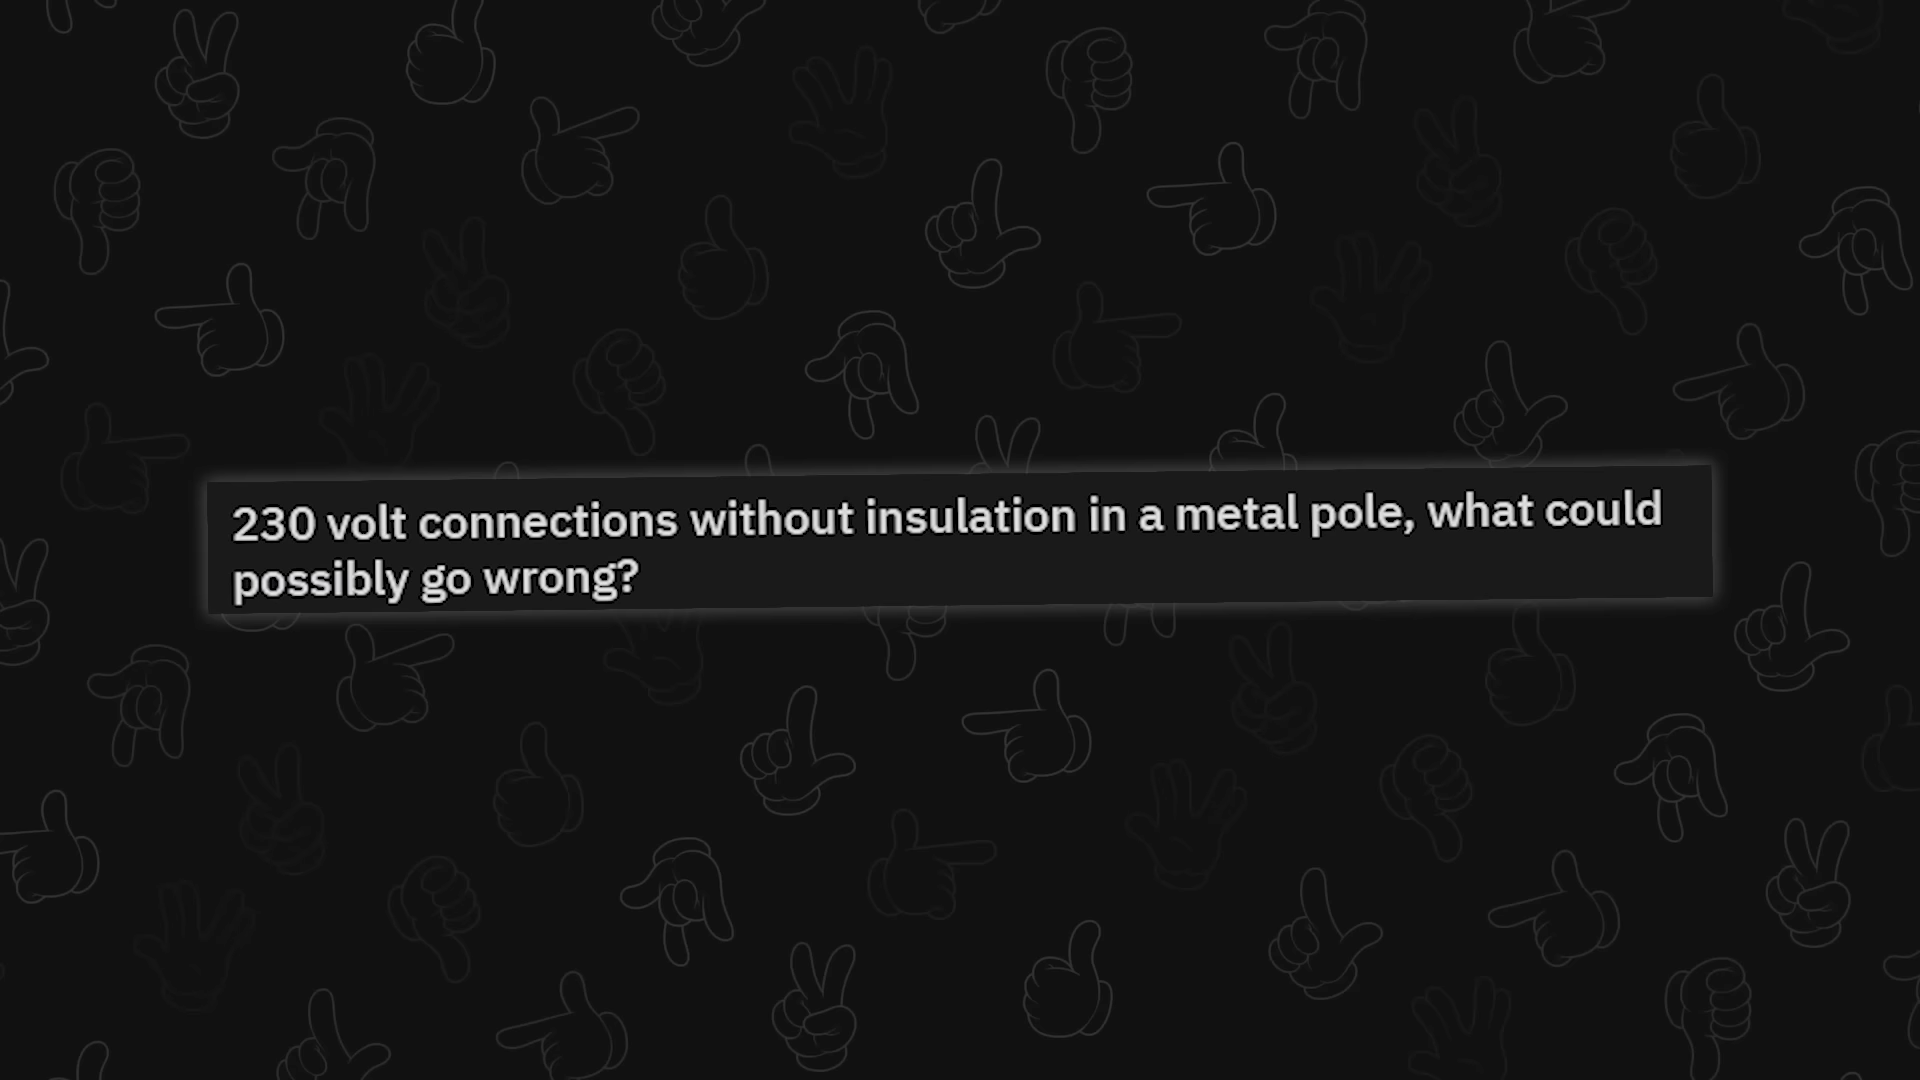 230 volt connections without insulation in a metal pole, what could
possibly go wrong?